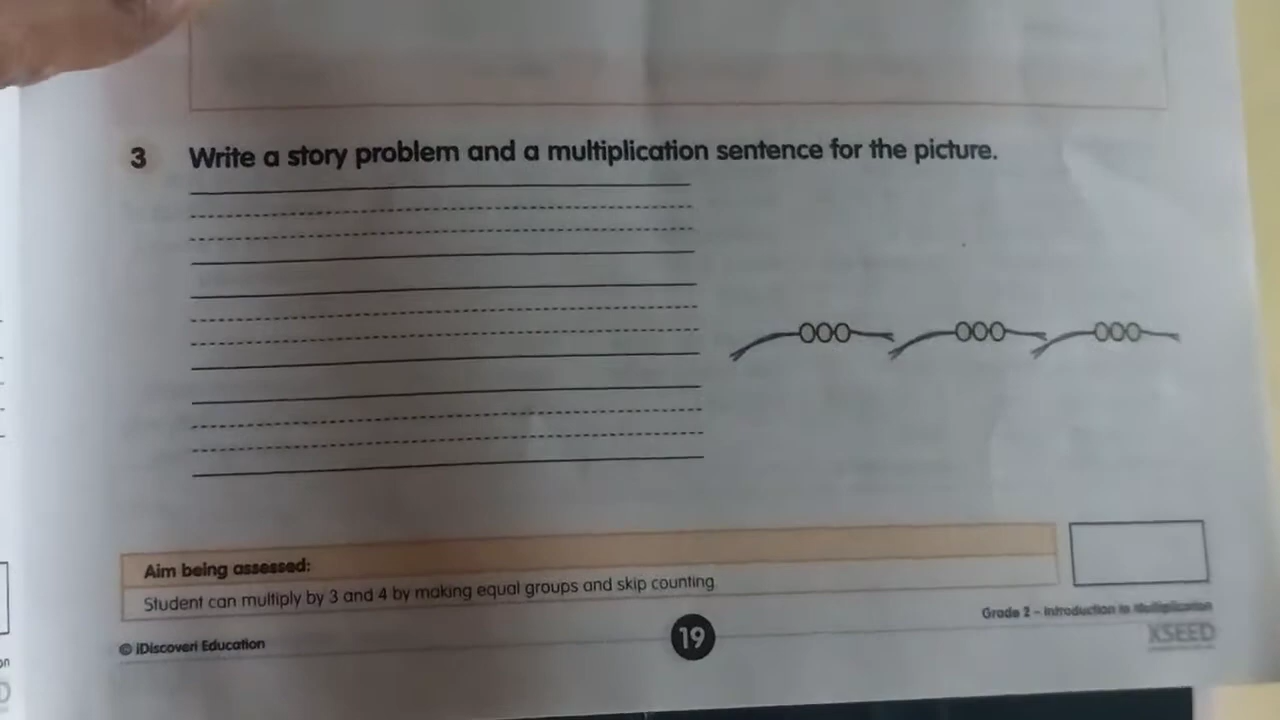 3 Write a story problem and a multiplication sentence for the picture.
Aim being assessed:
Student can multiply by 3 and 4 by making equal groups and skip counting
Grade 2 – Introduction to Multiplication
© iDiscoveri Education
19
XSEED
on
D